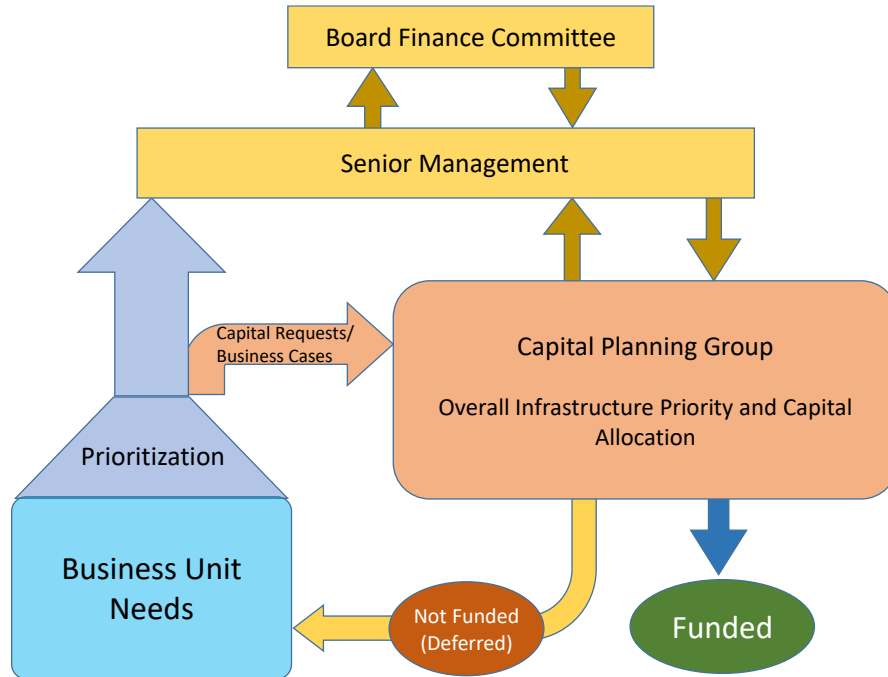 Board Finance Committee
Senior Management
Capital Requests/
Business Cases
Capital Planning Group
Overall Infrastructure Priority and Capital
Allocation
Prioritization
Business Unit
Needs
Not Funded
(Deferred)
Funded